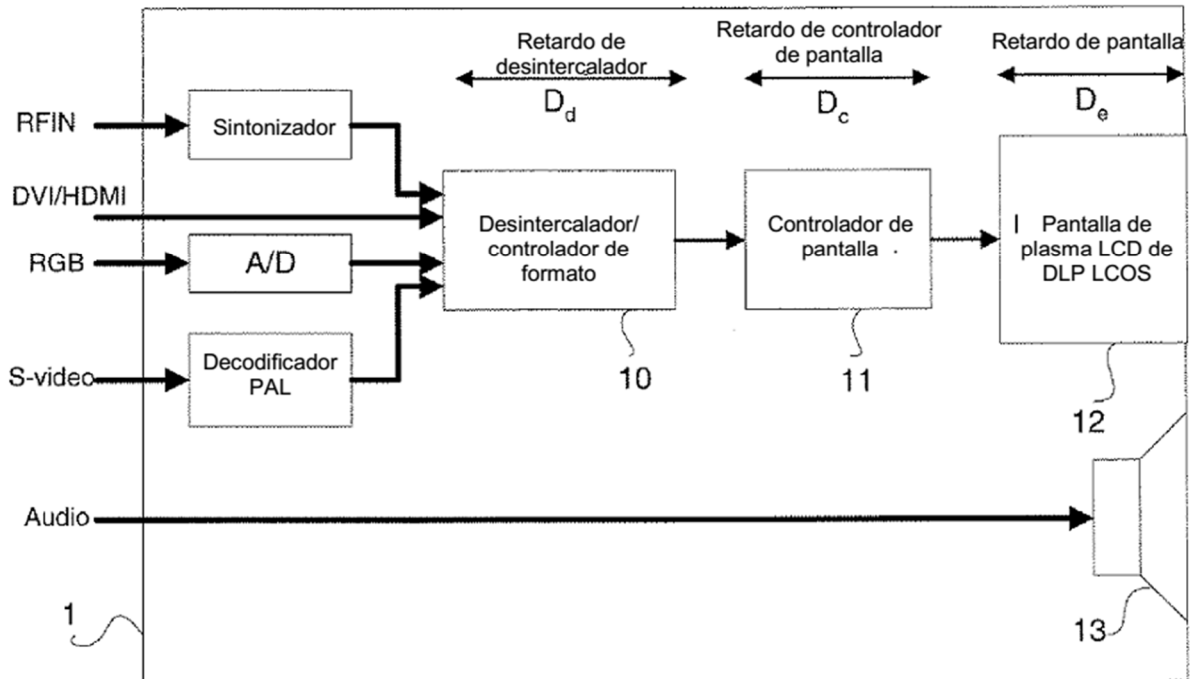 Retardo de
desintercalador
D_d
Retardo de controlador
de pantalla
D_c
Retardo de pantalla
D_e
RFIN
Sintonizador
DVI/HDMI
RGB
A/D
S-video
Decodificador
PAL
Desintercalador/
controlador de
formato
10
Controlador de
pantalla
11
Pantalla de
plasma LCD de
DLP LCOS
12
Audio
13
1